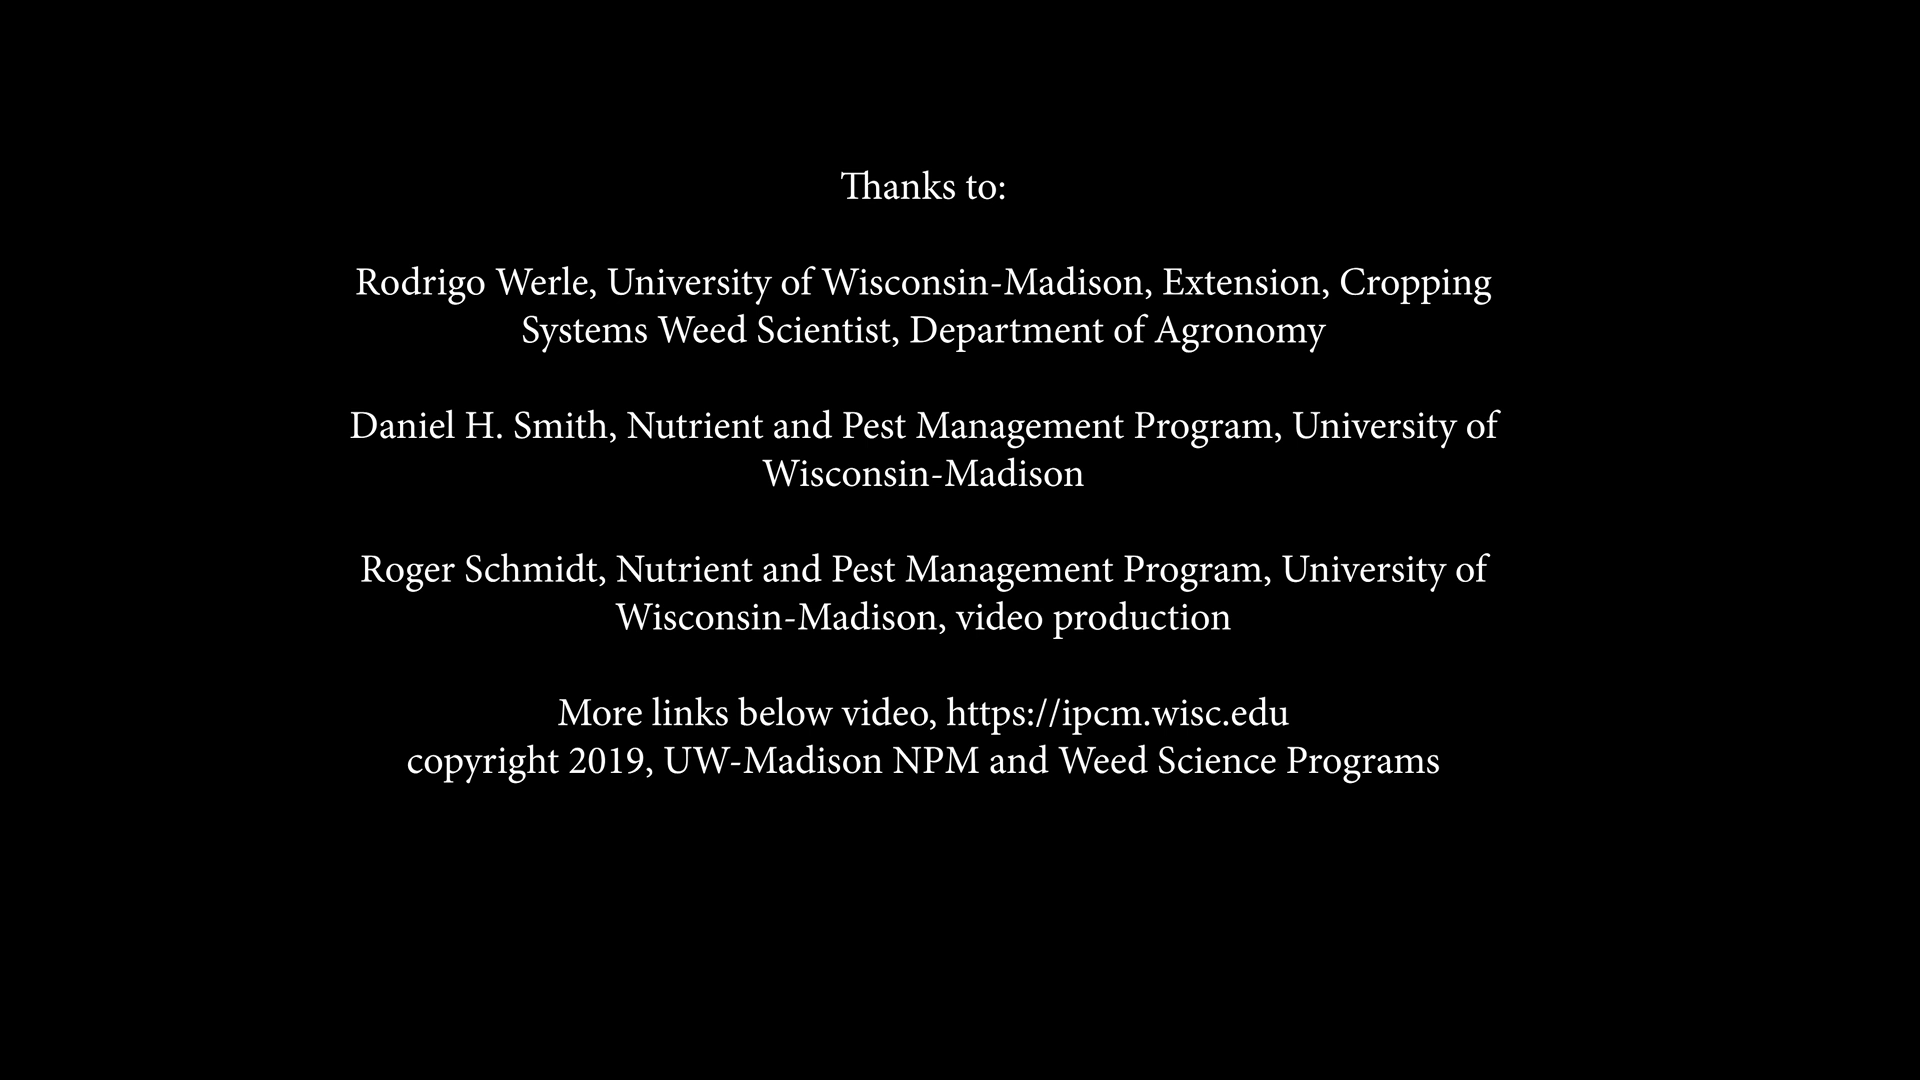 Thanks to:
Rodrigo Werle, University of Wisconsin-Madison, Extension, Cropping
Systems Weed Scientist, Department of Agronomy
Daniel H. Smith, Nutrient and Pest Management Program, University of
Wisconsin-Madison
Roger Schmidt, Nutrient and Pest Management Program, University of
Wisconsin-Madison, video production
More links below video, https://ipcm.wisc.edu
copyright 2019, UW-Madison NPM and Weed Science Programs